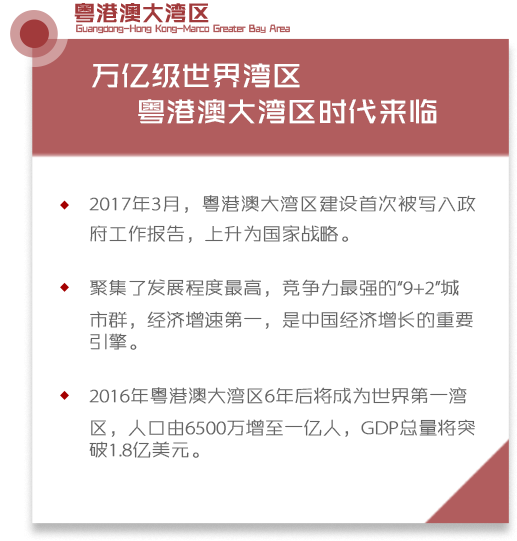 粤港澳大湾区
Guangdong-Hong Kong-Marco Greater Bay Area
万亿级世界湾区
粤港澳大湾区时代来临
2017年3月，粤港澳大湾区建设首次被写入政
府工作报告，上升为国家战略。
聚集了发展程度最高，竞争力最强的“9+2”城
市群，经济增速第一，是中国经济增长的重要
引擎。
2016年粤港澳大湾区6年后将成为世界第一湾
区，人口由6500万增至一亿人，GDP总量将突
破1.8亿美元。